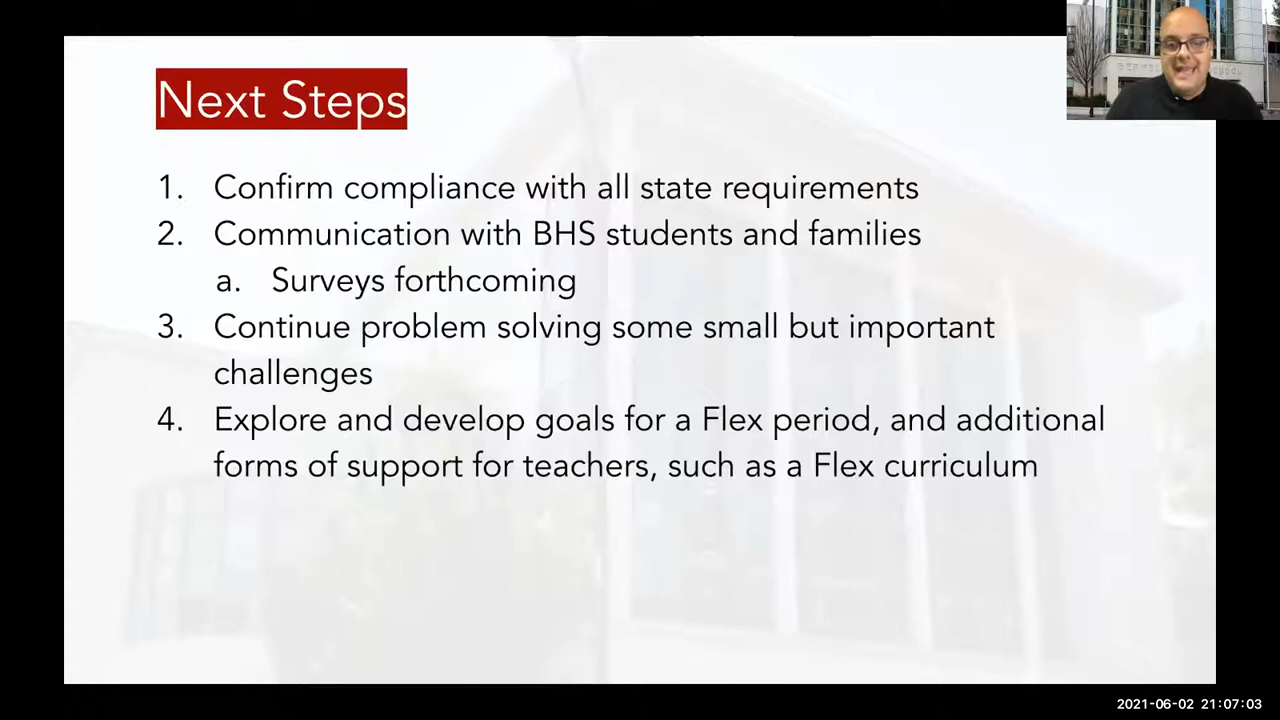 Next Steps
1. Confirm compliance with all state requirements
2. Communication with BHS students and families
a. Surveys forthcoming
3. Continue problem solving some small but important
challenges
4. Explore and develop goals for a Flex period, and additional
forms of support for teachers, such as a Flex curriculum
2021-06-02 21:07:03